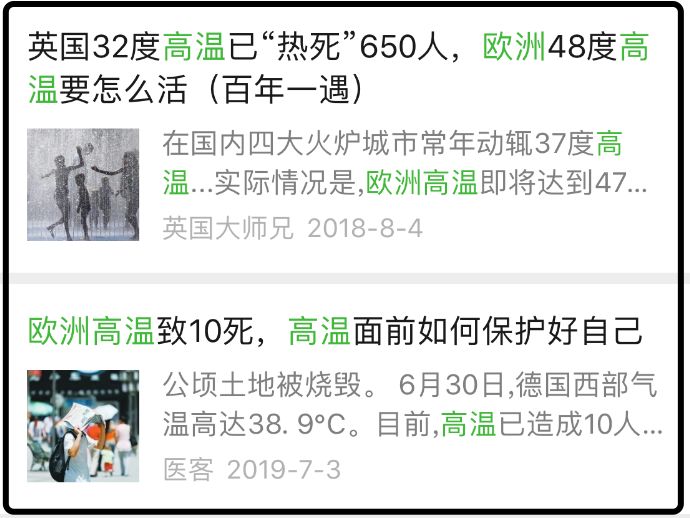 英国32度高温已“热死”650人，欧洲48度高
温要怎么活（百年一遇）
在国内四大火炉城市常年动辄37度高
温...实际情况是,欧洲高温即将达到47...
英国大师兄 2018-8-4
欧洲高温致10死，高温面前如何保护好自己
公顷土地被烧毁。 6月30日,德国西部气
温高达38. 9°C。目前,高温已造成10人...
医客 2019-7-3